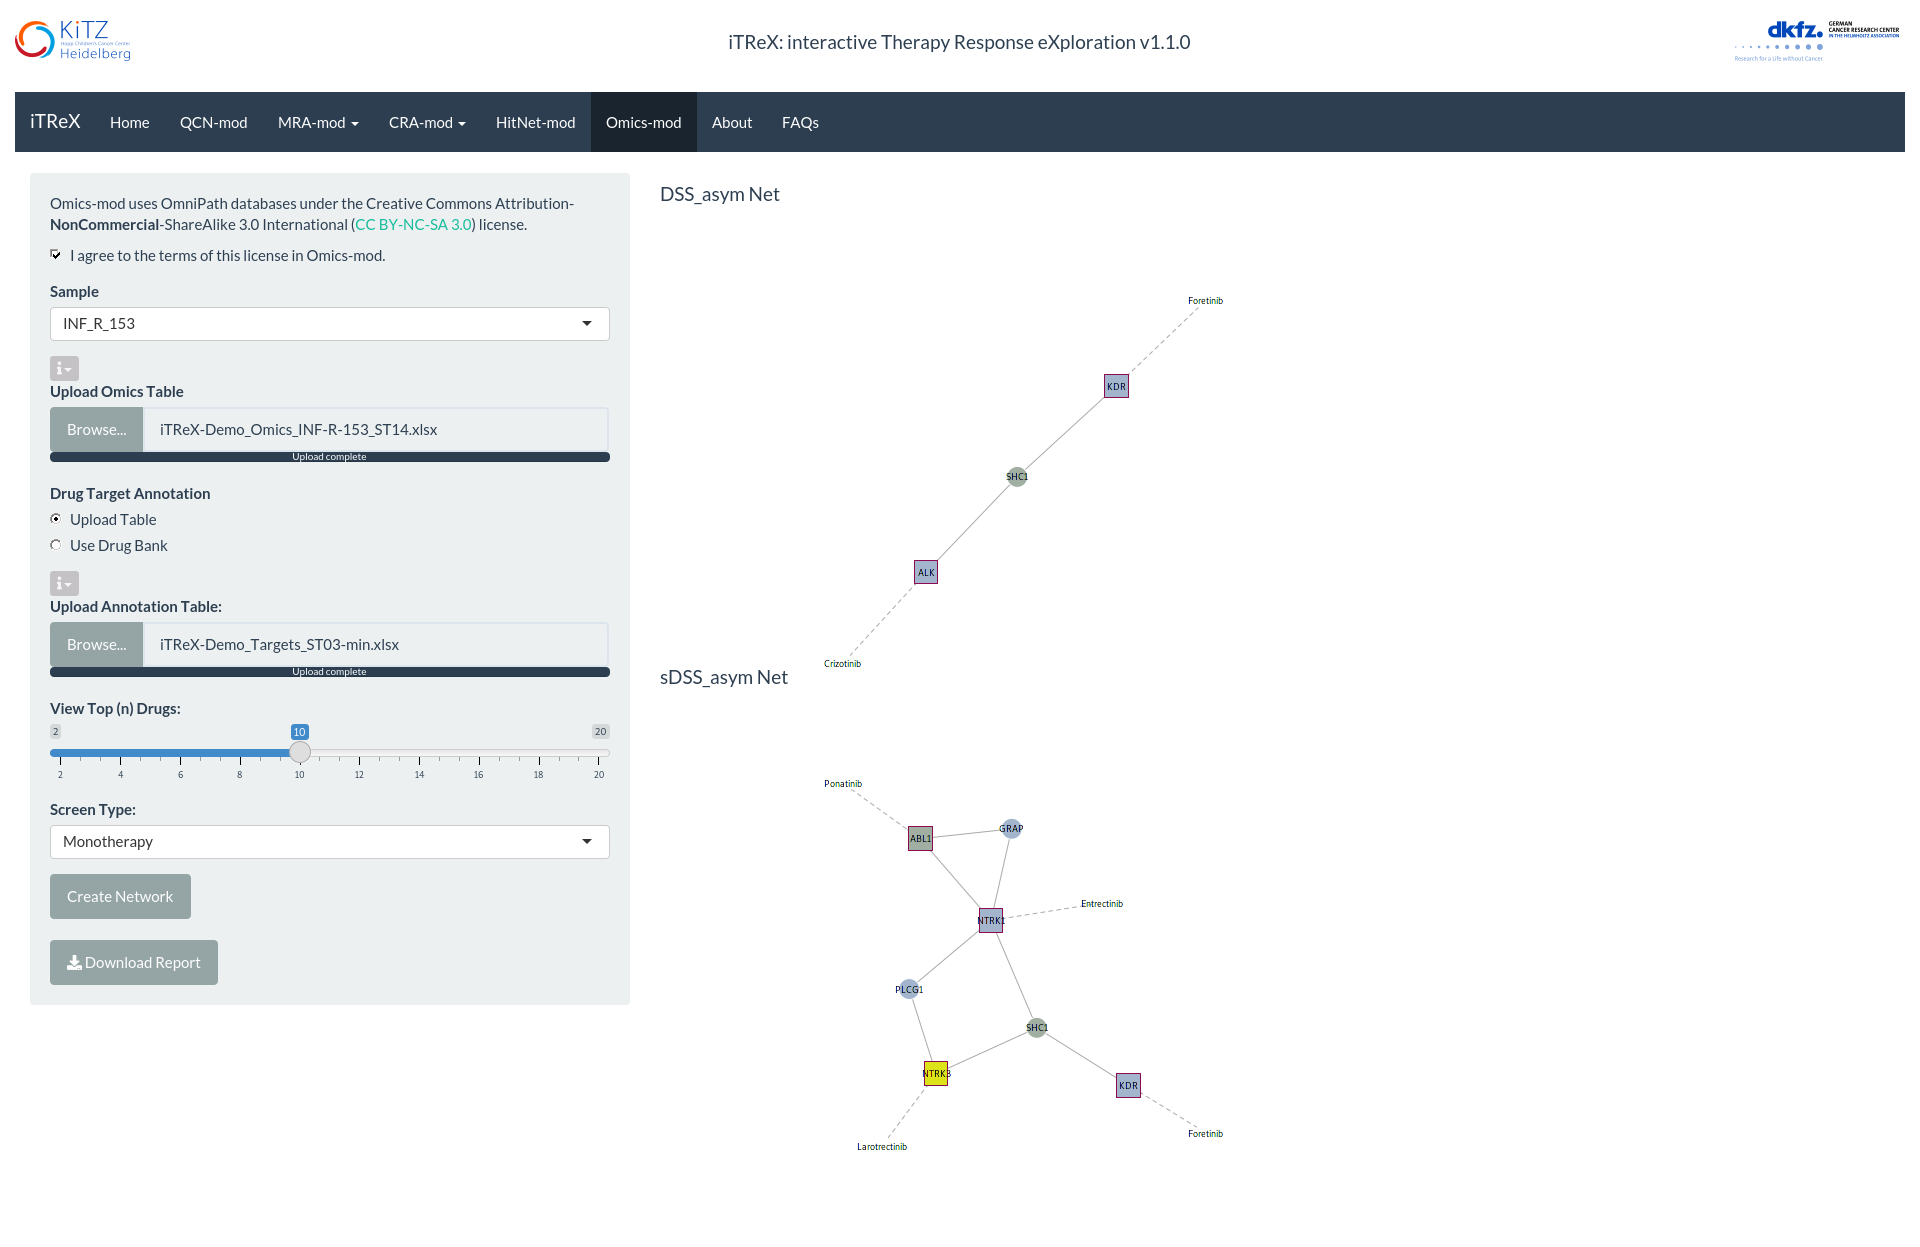 KiTZ
Hopp Children's Cancer Center
Heidelberg
iTReX: interactive Therapy Response eXploration v1.1.0
dkfz.
GERMAN
CANCER RESEARCH CENTER
IN THE HELMHOLTZ ASSOCIATION
Research for a Life without Cancer
iTReX Home QCN-mod MRA-mod CRA-mod HitNet-mod Omics-mod About FAQs
Omics-mod uses OmniPath databases under the Creative Commons Attribution-
NonCommercial-ShareAlike 3.0 International (CC BY-NC-SA 3.0) license.
I agree to the terms of this license in Omics-mod.
Sample
INF_R_153
i
Upload Omics Table
Browse... iTReX-Demo_Omics_INF-R-153_ST14.xlsx
Upload complete
Drug Target Annotation
Upload Table
Use Drug Bank
i
Upload Annotation Table:
Browse... iTReX-Demo_Targets_ST03-min.xlsx
Upload complete
View Top (n) Drugs:
2 10 20
2 4 6 8 10 12 14 16 18 20
Screen Type:
Monotherapy
Create Network
Download Report
DSS_asym Net
Foretinib
KDR
SHC1
ALK
Crizotinib
sDSS_asym Net
Ponatinib
GRAP
ABL1
Entrectinib
NTRK1
PLCG1
SHC1
NTRK3
KDR
Foretinib
Larotrectinib